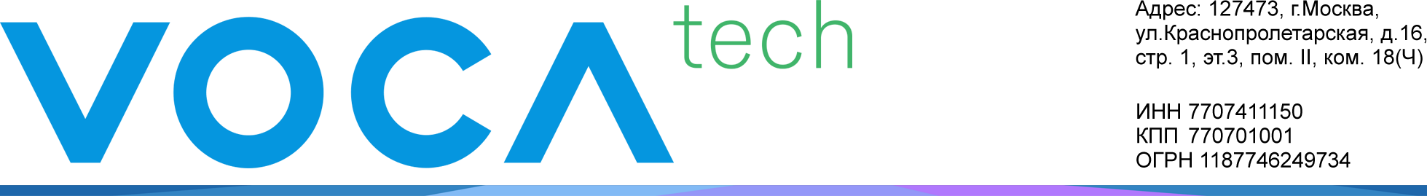 VOCA tech
Адрес: 127473, г.Москва,
ул.Краснопролетарская, д.16,
стр. 1, эт.3, пом. II, ком. 18(Ч)
ИНН 7707411150
КПП 770701001
ОГРН 1187746249734